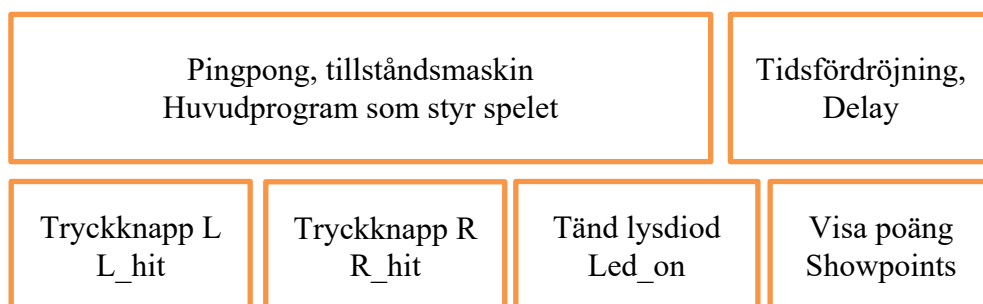 Pingpong, tillståndsmaskin
Huvudprogram som styr spelet
Tidsfördröjning,
Delay
Tryckknapp L
L_hit
Tryckknapp R
R_hit
Tänd lysdiod
Led_on
Visa poäng
Showpoints